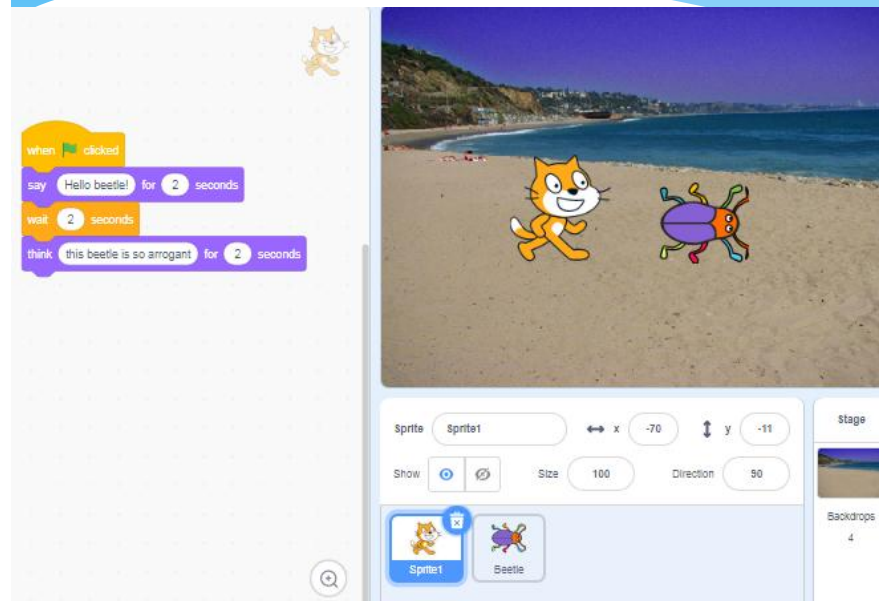 when clicked
say Hello beetle! for 2 seconds
wait 2 seconds
think this beetle is so arrogant for 2 seconds
Sprite Sprite1 x -70 y -11
Show Size 100 Direction 90
Sprite1 Beetle
Stage
Backdrops
4